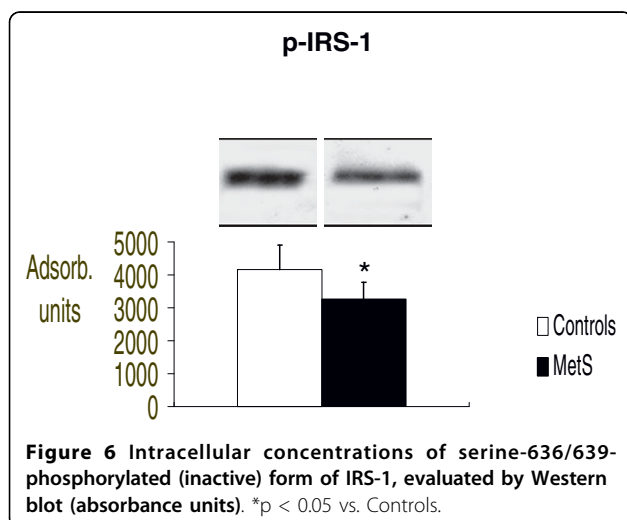 p-IRS-1
Adsorb.
units
5000
4000
3000
2000
1000
0
*
Controls
MetS
Figure 6 Intracellular concentrations of serine-636/639-
phosphorylated (inactive) form of IRS-1, evaluated by Western
blot (absorbance units). *p < 0.05 vs. Controls.